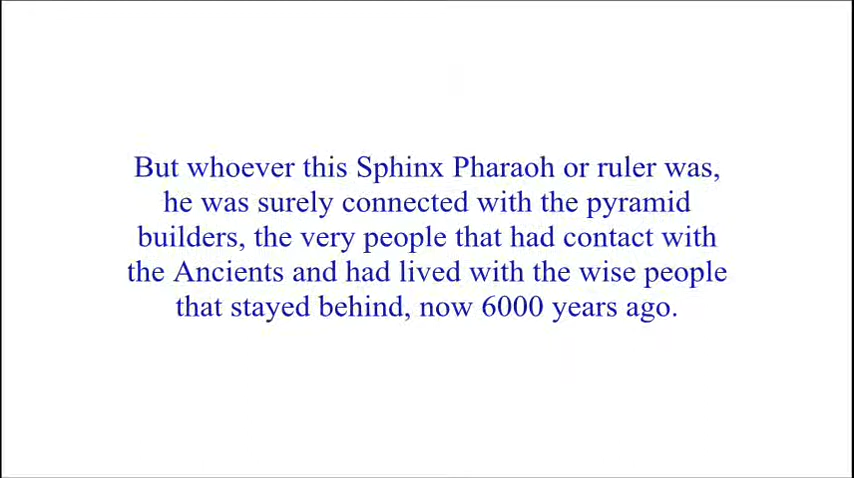 But whoever this Sphinx Pharaoh or ruler was,
he was surely connected with the pyramid
builders, the very people that had contact with
the Ancients and had lived with the wise people
that stayed behind, now 6000 years ago.